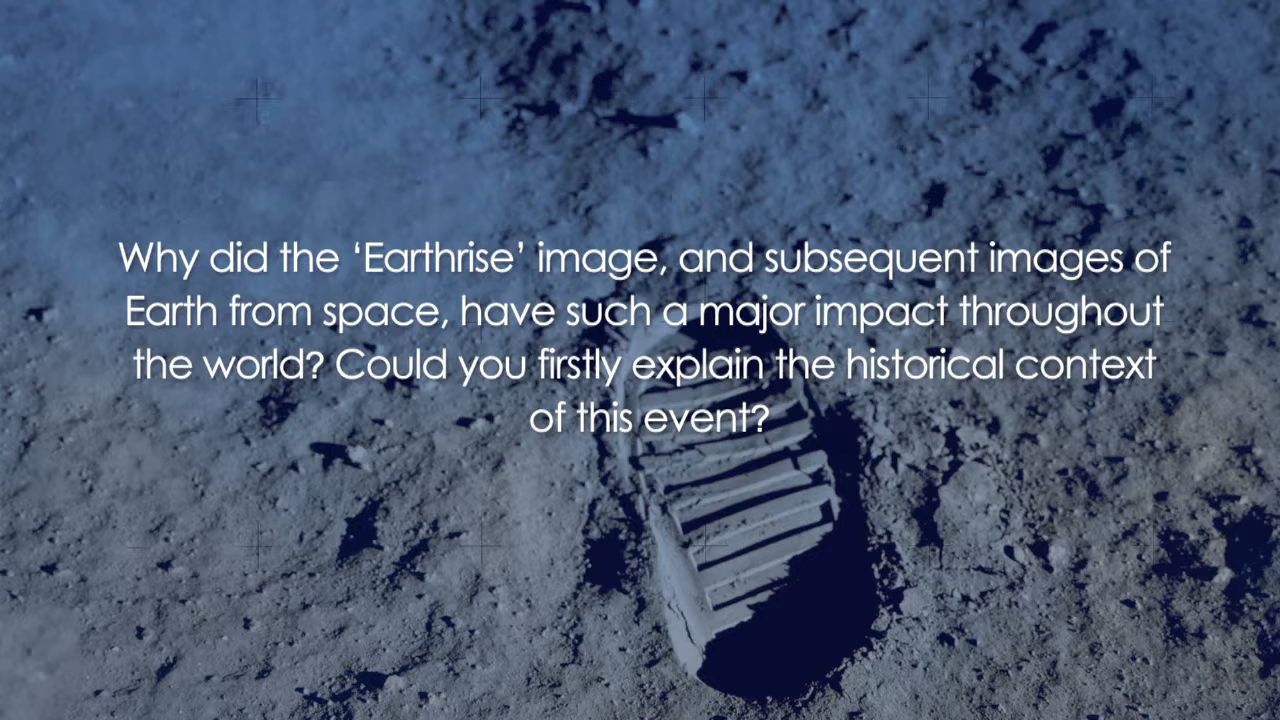 Why did the ‘Earthrise’ image, and subsequent images of
Earth from space, have such a major impact throughout
the world? Could you firstly explain the historical context
of this event?